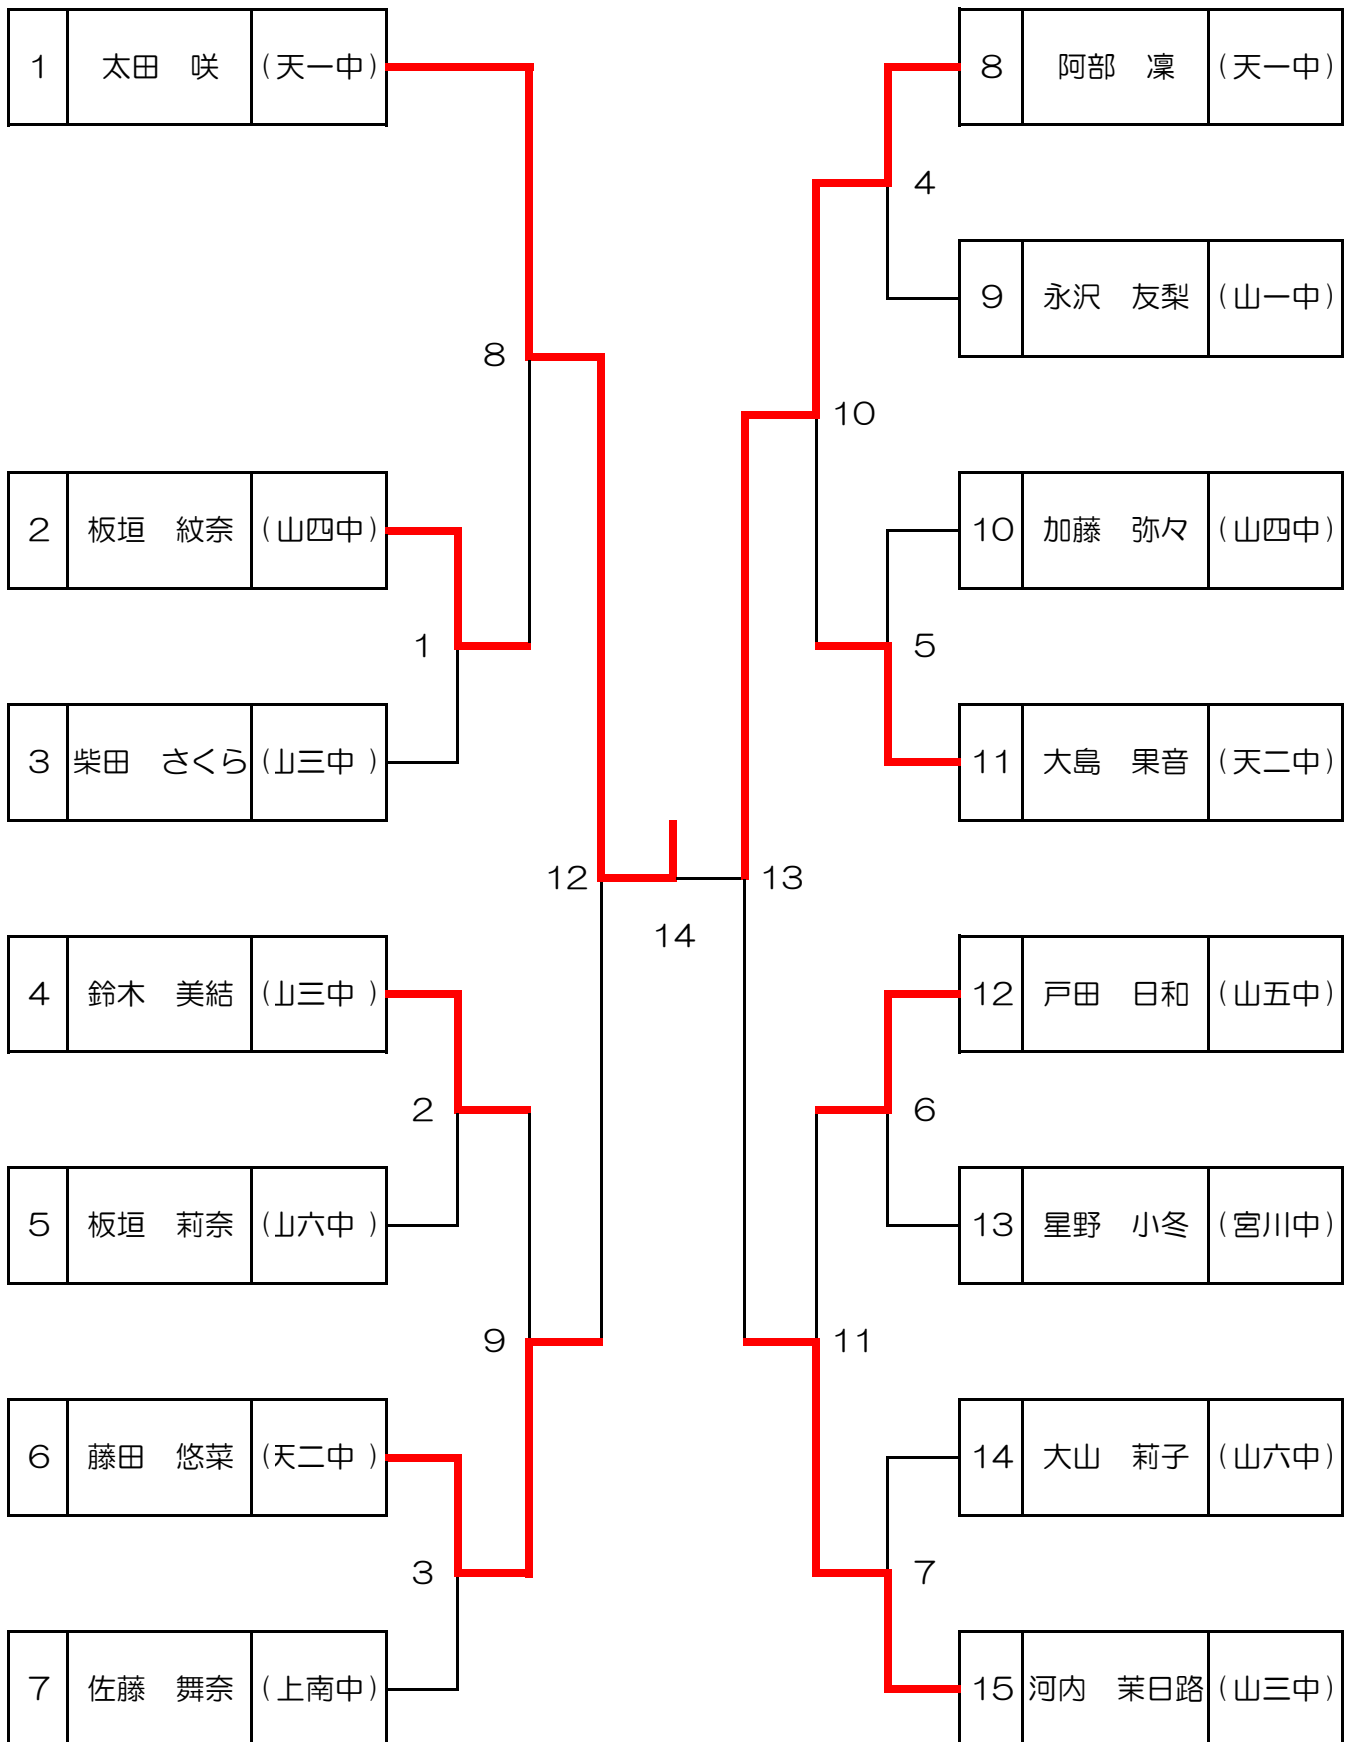 1 太田 咲 (天一中)
8
2 板垣 紋奈 (山四中)
1
3 柴田 さくら (山三中 )
12
4 鈴木 美結 (山三中 )
2
5 板垣 莉奈 (山六中 )
9
6 藤田 悠菜 (天二中 )
3
7 佐藤 舞奈 (上南中)
14
8 阿部 凜 (天一中)
4
9 永沢 友梨 (山一中)
10
10 加藤 弥々 (山四中)
5
11 大島 果音 (天二中)
13
12 戸田 日和 (山五中)
6
13 星野 小冬 (宮川中)
11
14 大山 莉子 (山六中)
7
15 河内 茉日路 (山三中)